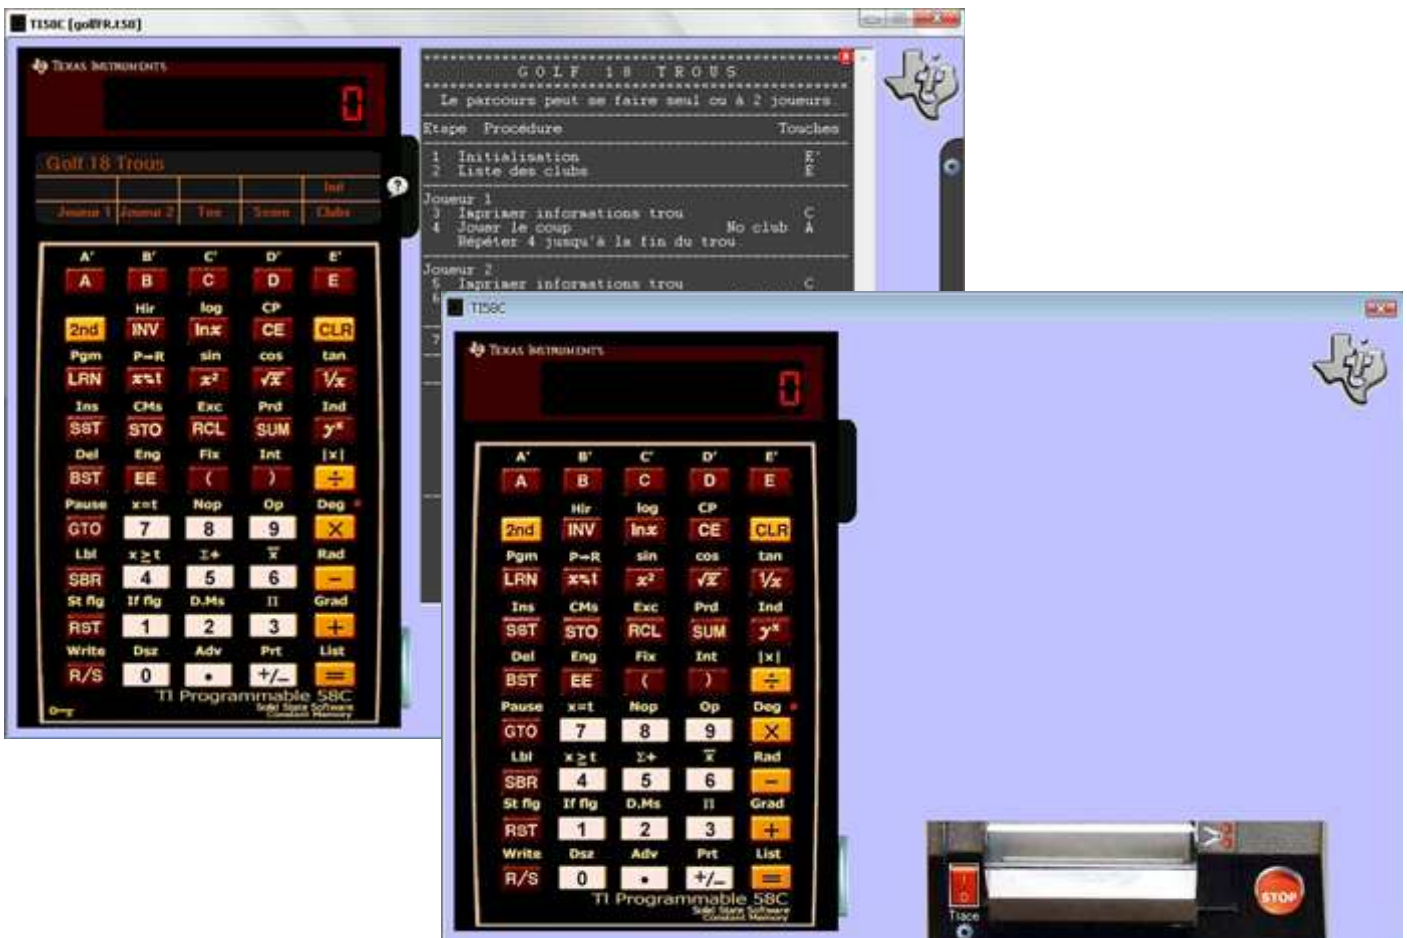 TI58C [golfFR.t58]
TEXAS INSTRUMENTS
0
Golf 18 Trous
Init
Joueur 1 Joueur 2 Tee Score Clubs
A' B' C' D' E'
A B C D E
Hir log CP
2nd INV lnx CE CLR
Pgm P→R sin cos tan
LRN x⇄t x² √x 1/x
Ins CMs Exc Prd Ind
SST STO RCL SUM yˣ
Del Eng Fix Int |x|
BST EE ( ) ÷
Pause x=t Nop Op Deg
GTO 7 8 9 ×
Lbl x≥t Σ+ x̅ Rad
SBR 4 5 6 −
St flg If flg D.Ms Π Grad
RST 1 2 3 +
Write Dsz Adv Prt List
R/S 0 . +/− =
TI Programmable 58C
Solid State Software
Constant Memory
GOLF 18 TROUS
Le parcours peut se faire seul ou à 2 joueurs
Etape Procédure Touches
1 Initialisation E'
2 Liste des clubs E
Joueur 1
3 Imprimer informations trou C
4 Jouer le coup No club A
Répéter 4 jusqu'à la fin du trou
Joueur 2
5 Imprimer informations trou C
6
7
TI58C
TEXAS INSTRUMENTS
0
A' B' C' D' E'
A B C D E
Hir log CP
2nd INV lnx CE CLR
Pgm P→R sin cos tan
LRN x⇄t x² √x 1/x
Ins CMs Exc Prd Ind
SST STO RCL SUM yˣ
Del Eng Fix Int |x|
BST EE ( ) ÷
Pause x=t Nop Op Deg
GTO 7 8 9 ×
Lbl x≥t Σ+ x̅ Rad
SBR 4 5 6 −
St flg If flg D.Ms Π Grad
RST 1 2 3 +
Write Dsz Adv Prt List
R/S 0 . +/− =
TI Programmable 58C
Solid State Software
Constant Memory
Trace
STOP